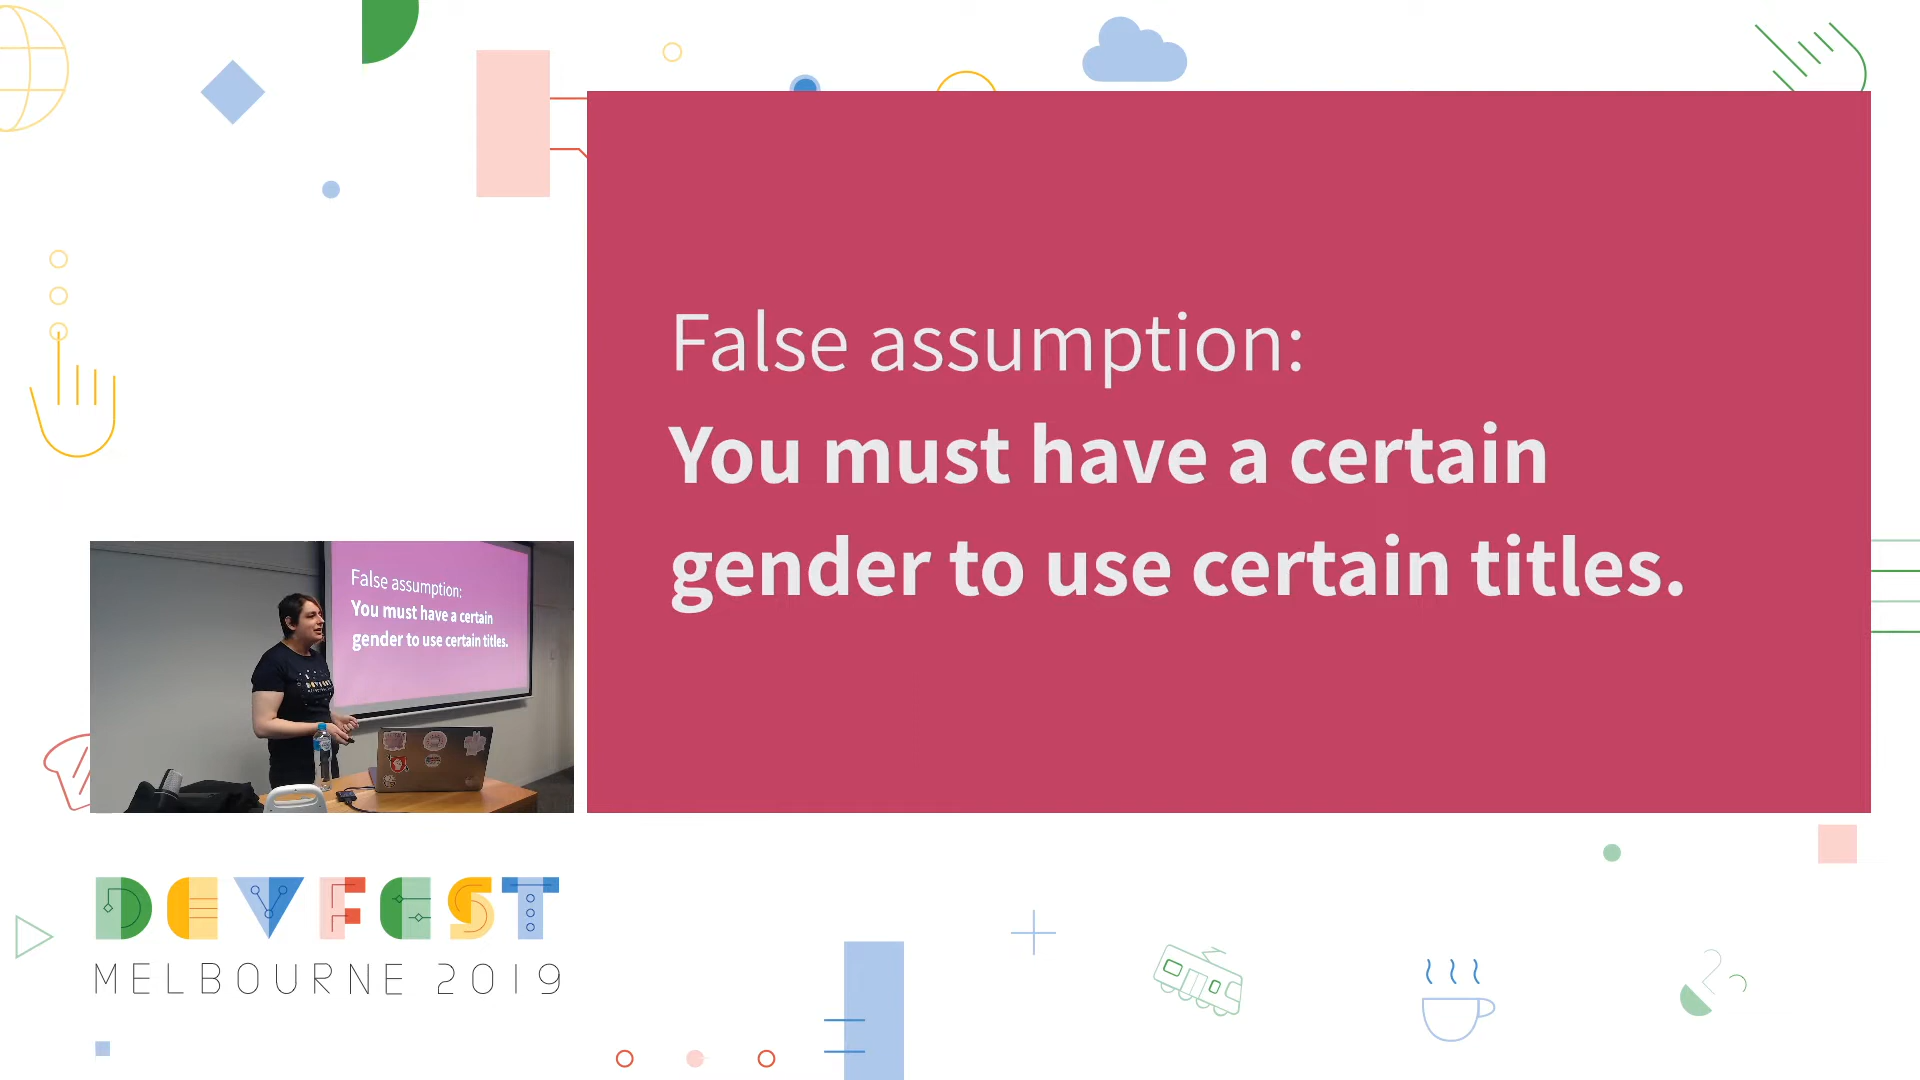 False assumption:
You must have a certain
gender to use certain titles.
False assumption:
You must have a certain
gender to use certain titles.
DEVFEST
MELBOURNE 2019